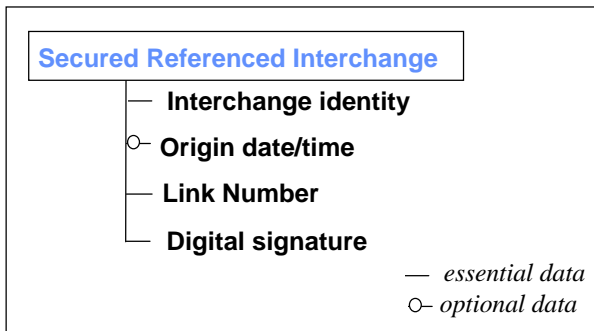 Secured Referenced Interchange
Interchange identity
Origin date/time
Link Number
Digital signature
essential data
optional data